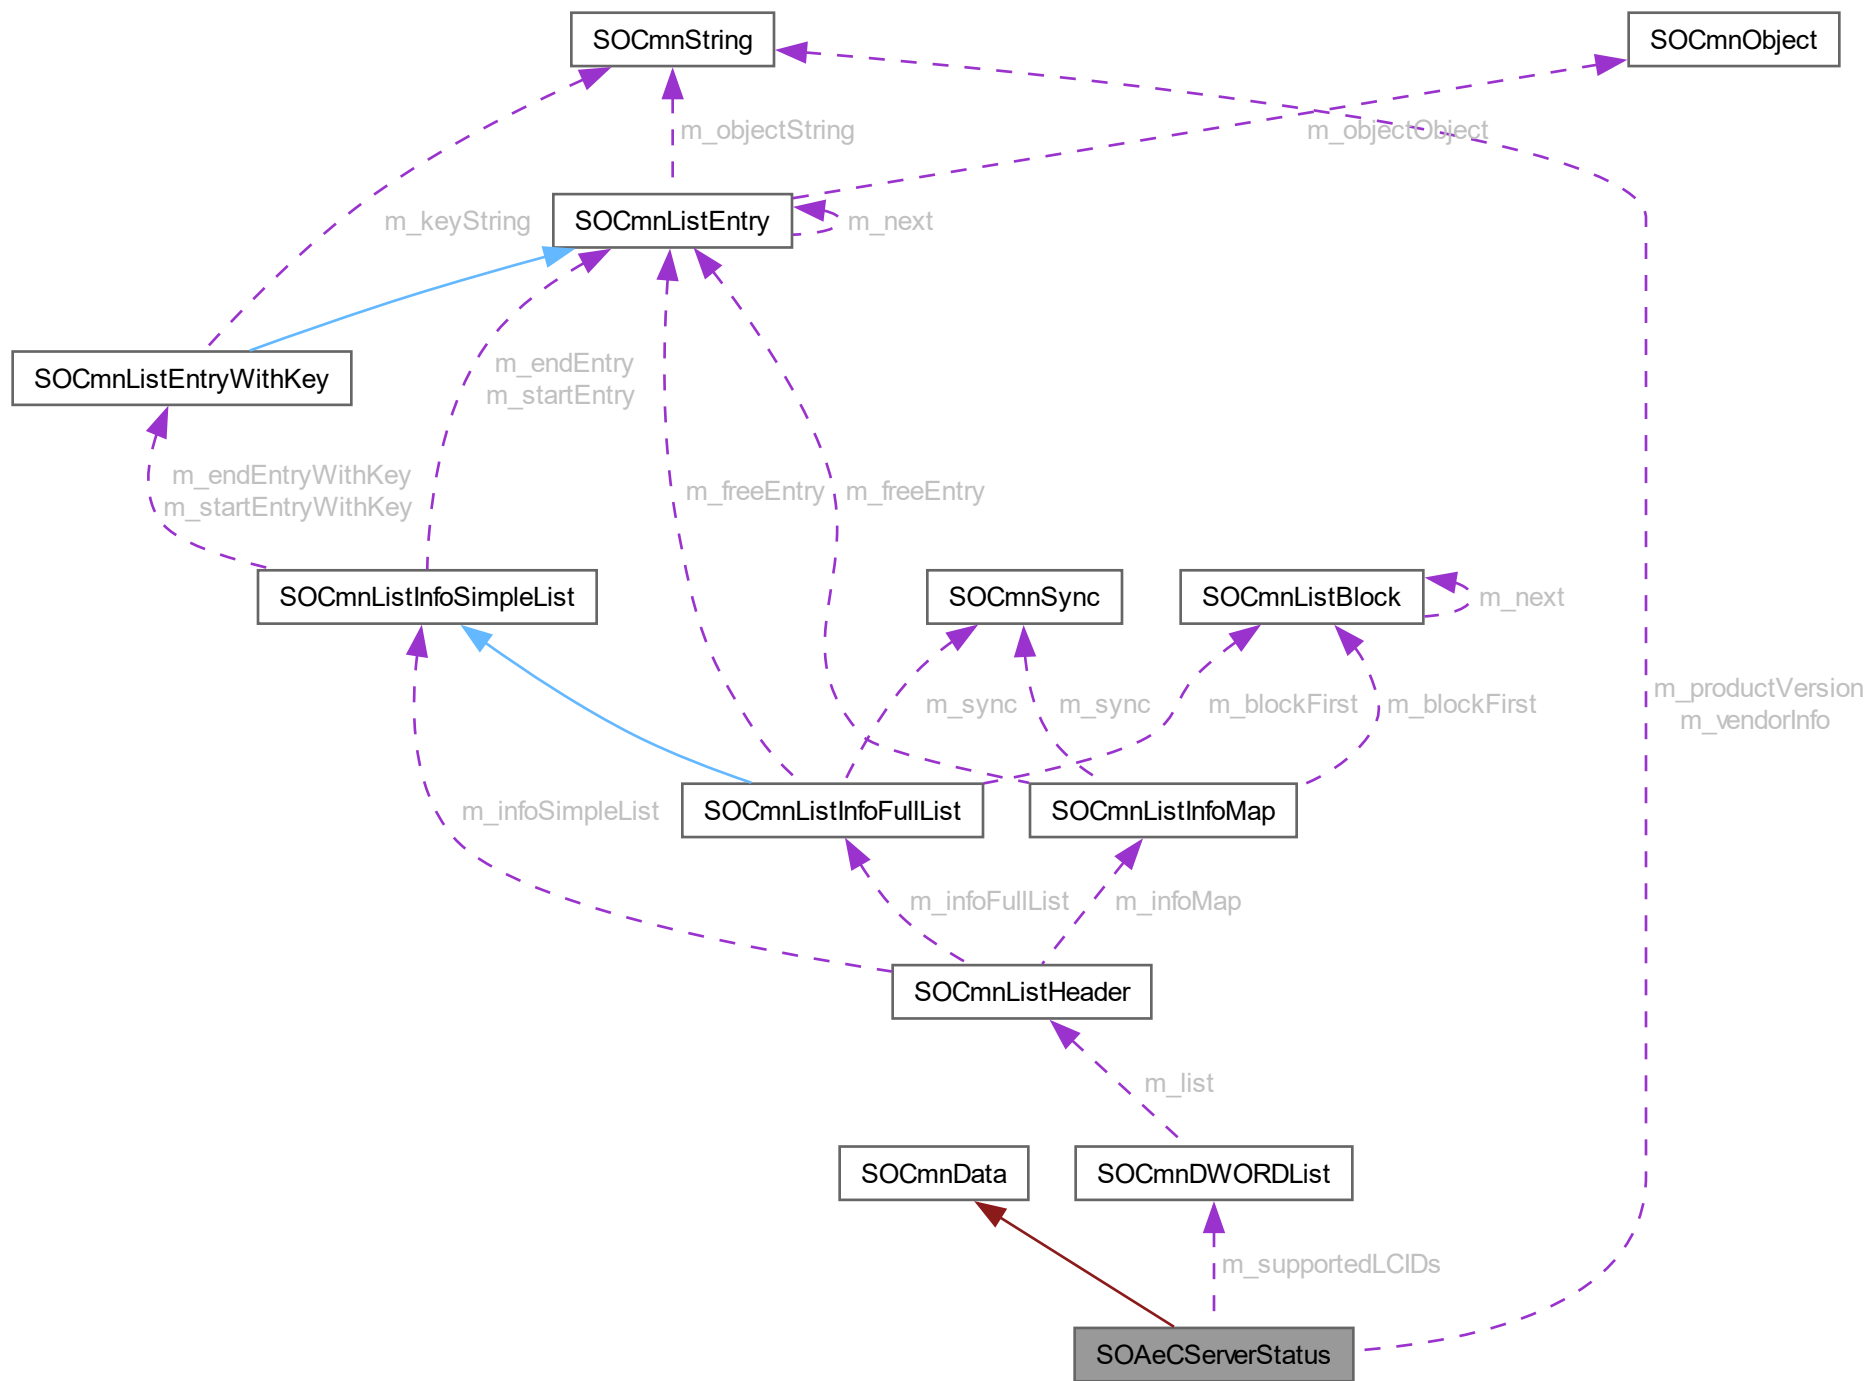 SOCmnString
SOCmnObject
m_objectString
m_objectObject
m_keyString
SOCmnListEntry
m_next
m_endEntry
m_startEntry
SOCmnListEntryWithKey
m_endEntryWithKey
m_startEntryWithKey
m_freeEntry
m_freeEntry
SOCmnListInfoSimpleList
SOCmnSync
SOCmnListBlock
m_next
m_sync
m_sync
m_blockFirst
m_blockFirst
m_productVersion
m_vendorInfo
m_infoSimpleList
SOCmnListInfoFullList
SOCmnListInfoMap
m_infoFullList
m_infoMap
SOCmnListHeader
m_list
SOCmnData
SOCmnDWORDList
m_supportedLCIDs
SOAeCServerStatus